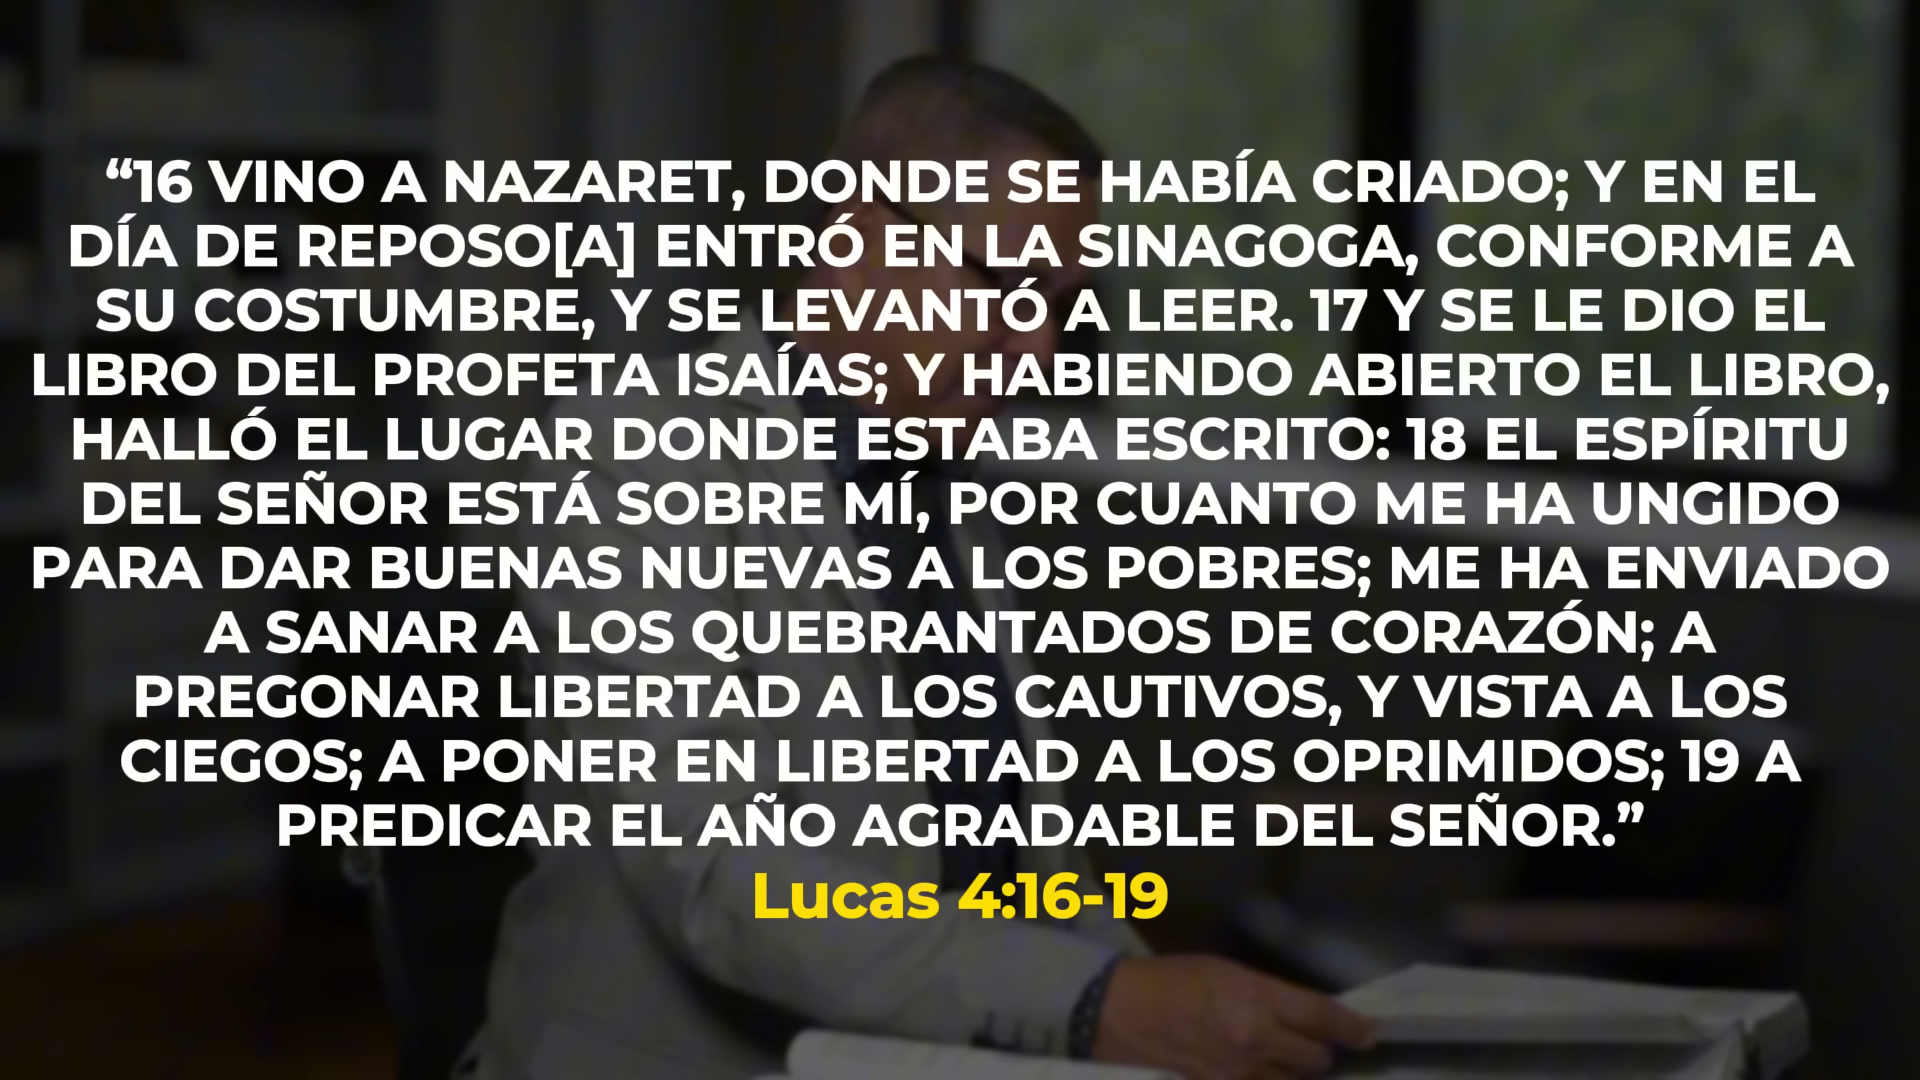 “16 VINO A NAZARET, DONDE SE HABÍA CRIADO; Y EN EL
DÍA DE REPOSO[A] ENTRÓ EN LA SINAGOGA, CONFORME A
SU COSTUMBRE, Y SE LEVANTÓ A LEER. 17 Y SE LE DIO EL
LIBRO DEL PROFETA ISAÍAS; Y HABIENDO ABIERTO EL LIBRO,
HALLÓ EL LUGAR DONDE ESTABA ESCRITO: 18 EL ESPÍRITU
DEL SEÑOR ESTÁ SOBRE MÍ, POR CUANTO ME HA UNGIDO
PARA DAR BUENAS NUEVAS A LOS POBRES; ME HA ENVIADO
A SANAR A LOS QUEBRANTADOS DE CORAZÓN; A
PREGONAR LIBERTAD A LOS CAUTIVOS, Y VISTA A LOS
CIEGOS; A PONER EN LIBERTAD A LOS OPRIMIDOS; 19 A
PREDICAR EL AÑO AGRADABLE DEL SEÑOR.”
Lucas 4:16-19